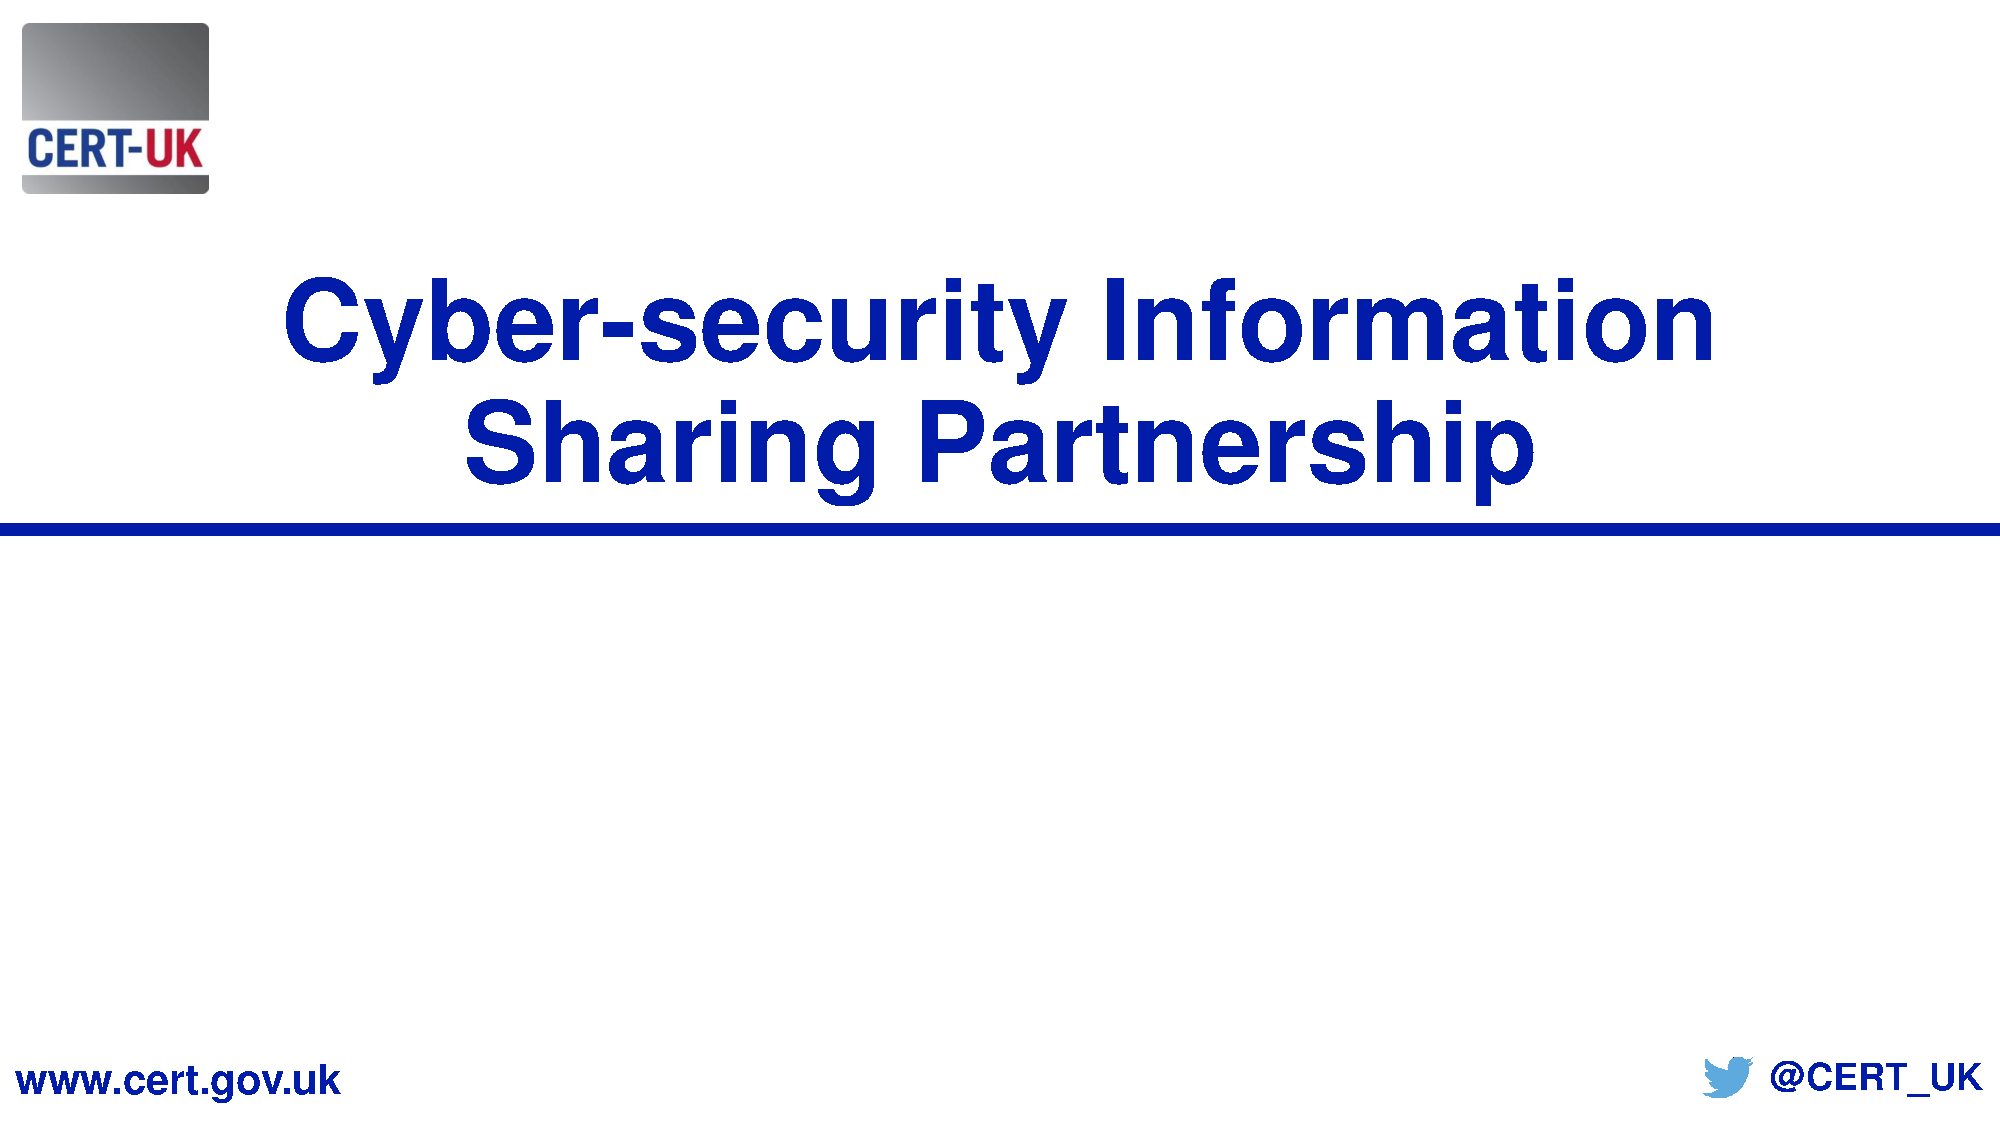 CERT-UK
Cyber-security Information
Sharing Partnership
www.cert.gov.uk
@CERT_UK